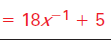 = 18x⁻¹ + 5